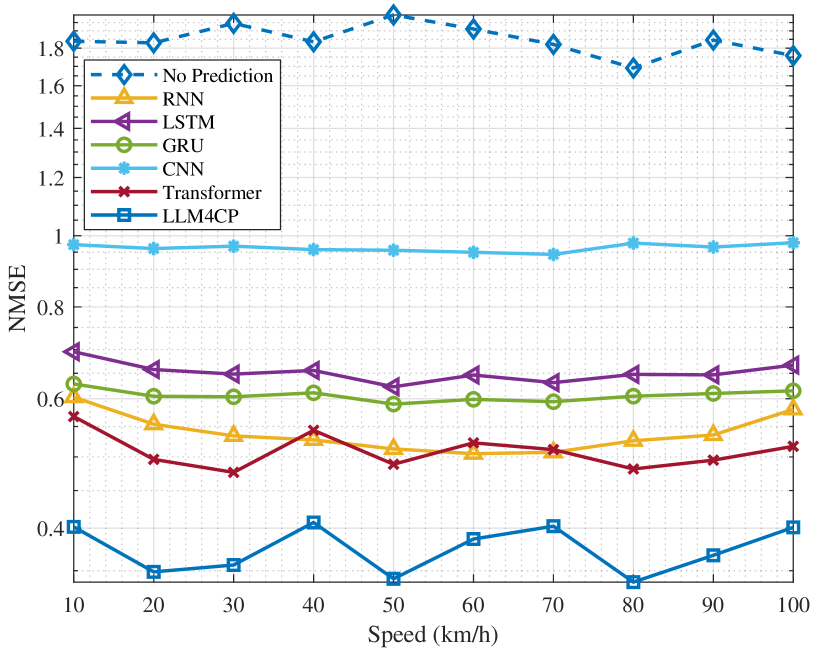 1.8
1.6
1.4
1.2
1
0.8
0.6
0.4
NMSE
No Prediction
RNN
LSTM
GRU
CNN
Transformer
LLM4CP
10 20 30 40 50 60 70 80 90 100
Speed (km/h)